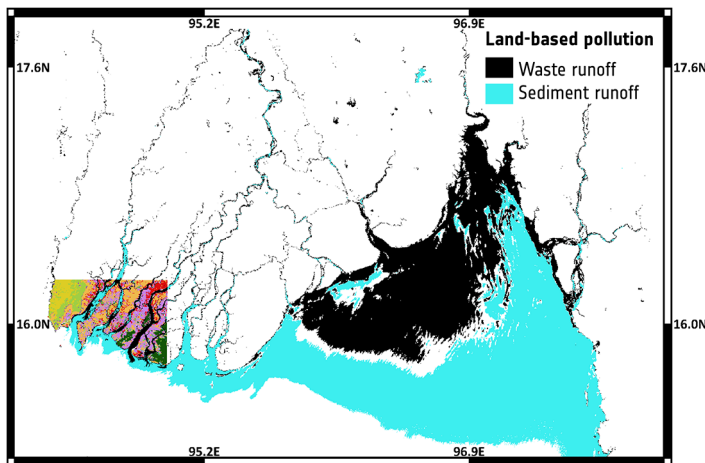 95.2E
96.9E
Land-based pollution
Waste runoff
Sediment runoff
17.6N
17.6N
16.0N
16.0N
95.2E
96.9E